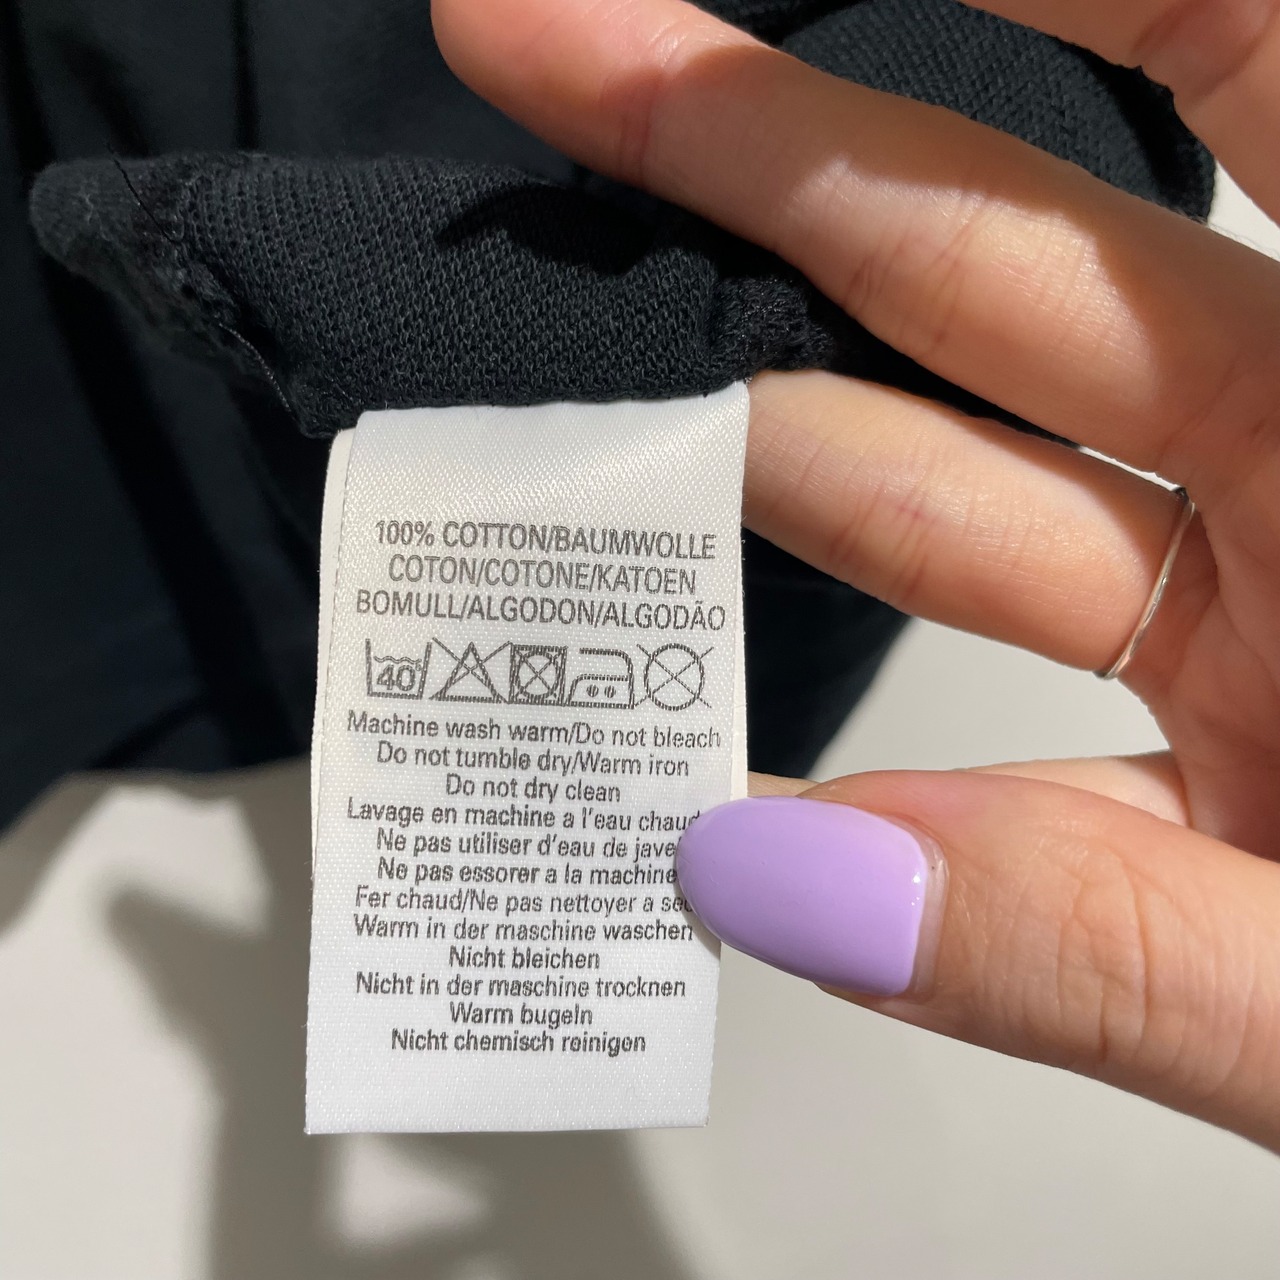 100% COTTON/BAUMWOLLE
COTON/COTONE/KATOEN
BOMULL/ALGODON/ALGODÃO
40
Machine wash warm/Do not bleach
Do not tumble dry/Warm iron
Do not dry clean
Lavage en machine a l'eau chaud
Ne pas utiliser d'eau de jave
Ne pas essorer a la machine
Fer chaud/Ne pas nettoyer a sec
Warm in der maschine waschen
Nicht bleichen
Nicht in der maschine trocknen
Warm bugeln
Nicht chemisch reinigen